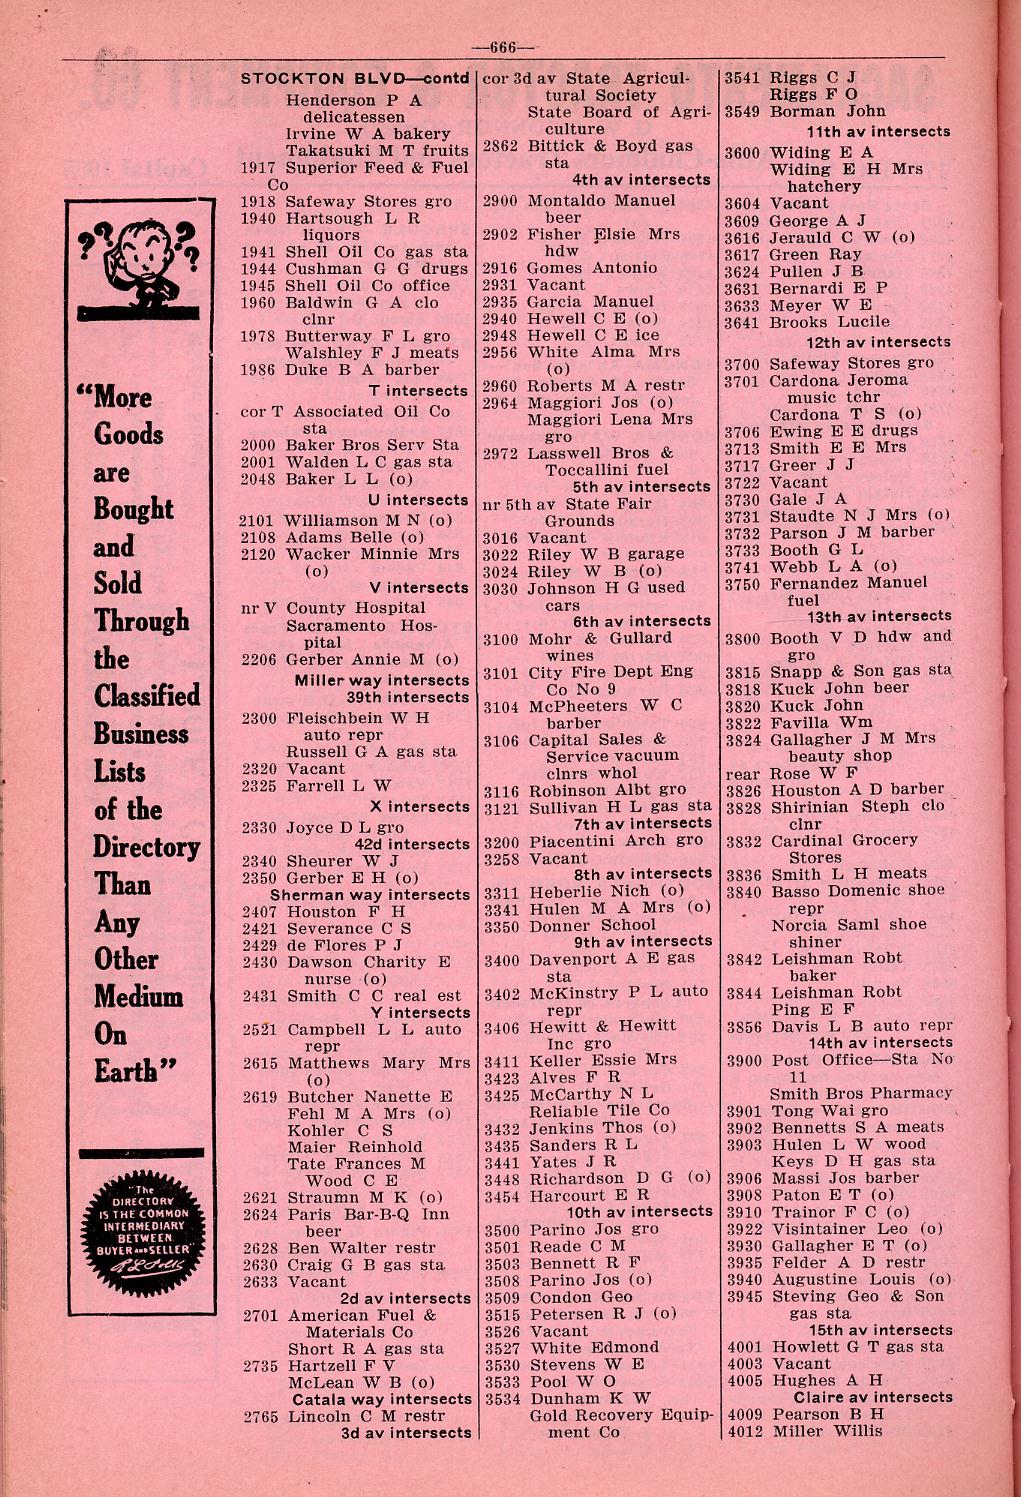 —666—
"More
Goods
are
Bought
and
Sold
Through
the
Classified
Business
Lists
of the
Directory
Than
Any
Other
Medium
On
Earth"
"The
DIRECTORY
IS THE COMMON
INTERMEDIARY
BETWEEN
BUYER AND SELLER"
STOCKTON BLVD—contd
Henderson P A
delicatessen
Irvine W A bakery
Takatsuki M T fruits
1917 Superior Feed & Fuel
Co
1918 Safeway Stores gro
1940 Hartsough L R
liquors
1941 Shell Oil Co gas sta
1944 Cushman G G drugs
1945 Shell Oil Co office
1960 Baldwin G A clo
clnr
1978 Butterway F L gro
Walshley F J meats
1986 Duke B A barber
T intersects
cor T Associated Oil Co
sta
2000 Baker Bros Serv Sta
2001 Walden L C gas sta
2048 Baker L L (o)
U intersects
2101 Williamson M N (o)
2108 Adams Belle (o)
2120 Wacker Minnie Mrs
(o)
V intersects
nr V County Hospital
Sacramento Hos-
pital
2206 Gerber Annie M (o)
Miller way intersects
39th intersects
2300 Fleischbein W H
auto repr
Russell G A gas sta
2320 Vacant
2325 Farrell L W
X intersects
2330 Joyce D L gro
42d intersects
2340 Sheurer W J
2350 Gerber E H (o)
Sherman way intersects
2407 Houston F H
2421 Severance C S
2429 de Flores P J
2430 Dawson Charity E
nurse (o)
2431 Smith C C real est
Y intersects
2521 Campbell L L auto
repr
2615 Matthews Mary Mrs
(o)
2619 Butcher Nanette E
Fehl M A Mrs (o)
Kohler C S
Maier Reinhold
Tate Frances M
Wood C E
2621 Straumn M K (o)
2624 Paris Bar-B-Q Inn
beer
2628 Ben Walter restr
2630 Craig G B gas sta
2633 Vacant
2d av intersects
2701 American Fuel &
Materials Co
Short R A gas sta
2735 Hartzell F V
McLean W B (o)
Catala way intersects
2765 Lincoln C M restr
3d av intersects
cor 3d av State Agricul-
tural Society
State Board of Agri-
culture
2862 Bittick & Boyd gas
sta
4th av intersects
2900 Montaldo Manuel
beer
2902 Fisher Elsie Mrs
hdw
2916 Gomes Antonio
2931 Vacant
2935 Garcia Manuel
2940 Hewell C E (o)
2948 Hewell C E ice
2956 White Alma Mrs
(o)
2960 Roberts M A restr
2964 Maggiori Jos (o)
Maggiori Lena Mrs
gro
2972 Lasswell Bros &
Toccallini fuel
5th av intersects
nr 5th av State Fair
Grounds
3016 Vacant
3022 Riley W B garage
3024 Riley W B (o)
3030 Johnson H G used
cars
6th av intersects
3100 Mohr & Gullard
wines
3101 City Fire Dept Eng
Co No 9
3104 McPheeters W C
barber
3106 Capital Sales &
Service vacuum
clnrs whol
3116 Robinson Albt gro
3121 Sullivan H L gas sta
7th av intersects
3200 Piacentini Arch gro
3258 Vacant
8th av intersects
3311 Heberlie Nich (o)
3341 Hulen M A Mrs (o)
3350 Donner School
9th av intersects
3400 Davenport A E gas
sta
3402 McKinstry P L auto
repr
3406 Hewitt & Hewitt
Inc gro
3411 Keller Essie Mrs
3423 Alves F R
3425 McCarthy N L
Reliable Tile Co
3432 Jenkins Thos (o)
3435 Sanders R L
3441 Yates J R
3448 Richardson D G (o)
3454 Harcourt E R
10th av intersects
3500 Parino Jos gro
3501 Reade C M
3503 Bennett R F
3508 Parino Jos (o)
3509 Condon Geo
3515 Petersen R J (o)
3526 Vacant
3527 White Edmond
3530 Stevens W E
3533 Pool W O
3534 Dunham K W
Gold Recovery Equip-
ment Co
3541 Riggs C J
Riggs F O
3549 Borman John
11th av intersects
3600 Widing E A
Widing E H Mrs
hatchery
3604 Vacant
3609 George A J
3616 Jerauld C W (o)
3617 Green Ray
3624 Pullen J B
3631 Bernardi E P
3633 Meyer W E
3641 Brooks Lucile
12th av intersects
3700 Safeway Stores gro
3701 Cardona Jeroma
music tchr
Cardona T S (o)
3706 Ewing E E drugs
3713 Smith E E Mrs
3717 Greer J J
3722 Vacant
3730 Gale J A
3731 Staudte N J Mrs (o)
3732 Parson J M barber
3733 Booth G L
3741 Webb L A (o)
3750 Fernandez Manuel
fuel
13th av intersects
3800 Booth V D hdw and
gro
3815 Snapp & Son gas sta
3818 Kuck John beer
3820 Kuck John
3822 Favilla Wm
3824 Gallagher J M Mrs
beauty shop
rear Rose W F
3826 Houston A D barber
3828 Shirinian Steph clo
clnr
3832 Cardinal Grocery
Stores
3836 Smith L H meats
3840 Basso Domenic shoe
repr
Norcia Saml shoe
shiner
3842 Leishman Robt
baker
3844 Leishman Robt
Ping E F
3856 Davis L B auto repr
14th av intersects
3900 Post Office—Sta No
11
Smith Bros Pharmacy
3901 Tong Wai gro
3902 Bennetts S A meats
3903 Hulen L W wood
Keys D H gas sta
3906 Massi Jos barber
3908 Paton E T (o)
3910 Trainor F C (o)
3922 Visintainer Leo (o)
3930 Gallagher E T (o)
3935 Felder A D restr
3940 Augustine Louis (o)
3945 Steving Geo & Son
gas sta
15th av intersects
4001 Howlett G T gas sta
4003 Vacant
4005 Hughes A H
Claire av intersects
4009 Pearson B H
4012 Miller Willis